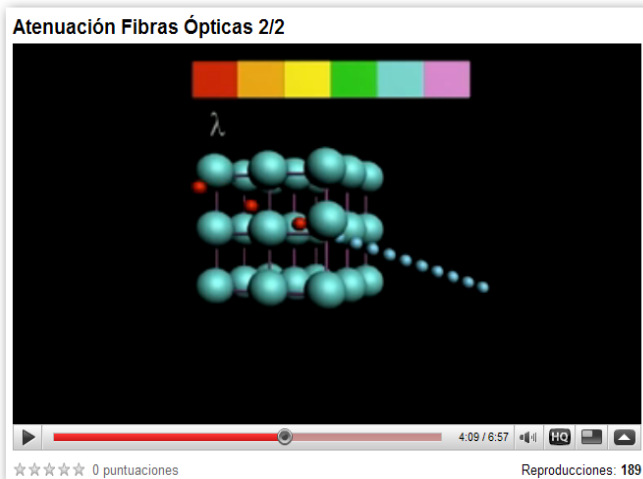 Atenuación Fibras Ópticas 2/2
λ
4:09 / 6:57 HQ
0 puntuaciones Reproducciones: 189